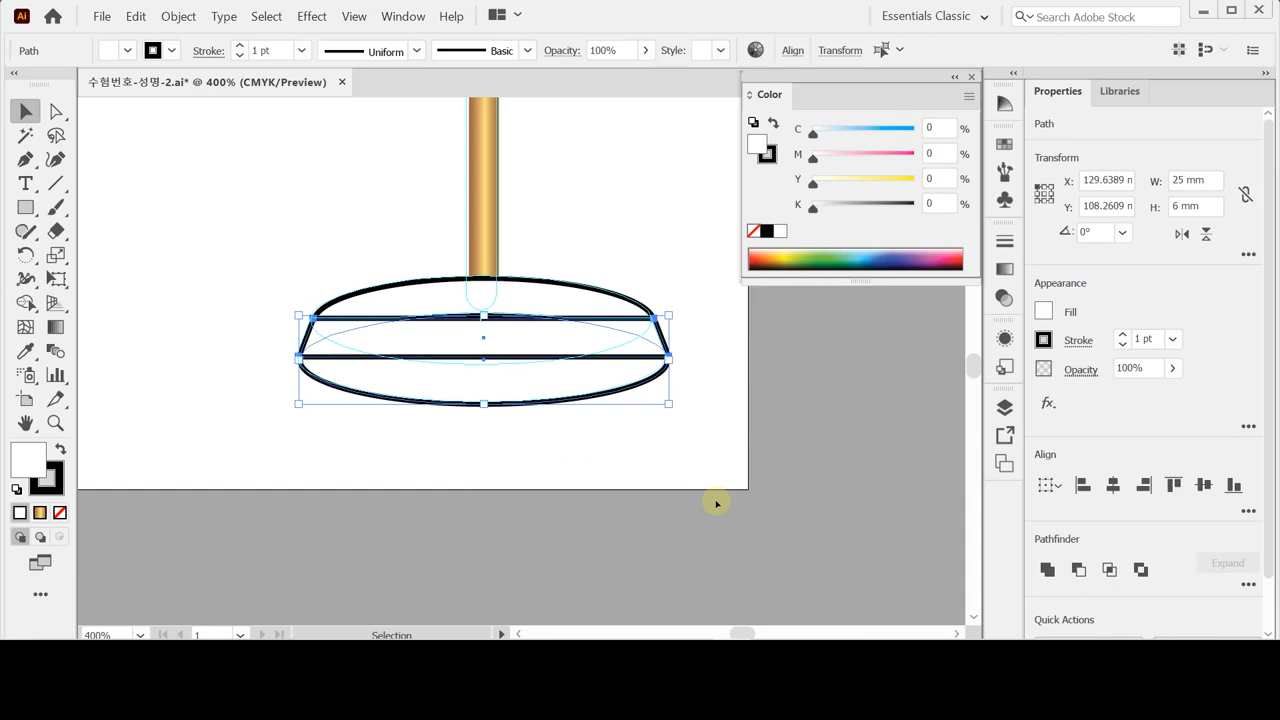 Ai File Edit Object Type Select Effect View Window Help Essentials Classic Search Adobe Stock
Path Stroke: 1 pt Uniform Basic Opacity: 100% Style: Align Transform
수험번호-성명-2.ai* @ 400% (CMYK/Preview)
Color
C 0 %
M 0 %
Y 0 %
K 0 %
Properties Libraries
Path
Transform
X: 129.6389 W: 25 mm
Y: 108.2609 H: 6 mm
0°
Appearance
Fill
Stroke 1 pt
Opacity 100%
fx.
Align
Pathfinder
Expand
Quick Actions
400% 1 Selection